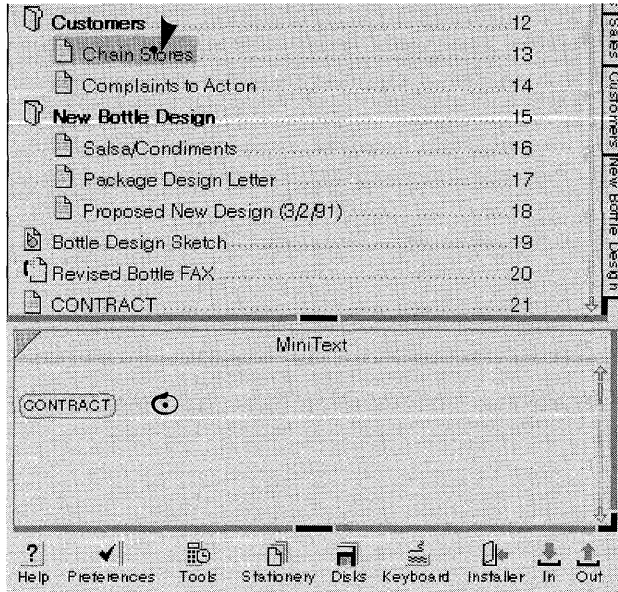 Customers 12
Chain Stores 13
Complaints to Act on 14
New Bottle Design 15
Salsa/Condiments 16
Package Design Letter 17
Proposed New Design (3/2/91) 18
Bottle Design Sketch 19
Revised Bottle FAX 20
CONTRACT 21
Sales
Customers
New Bottle Design
MiniText
CONTRACT
? 
Help Preferences Tools Stationery Disks Keyboard Installer In Out